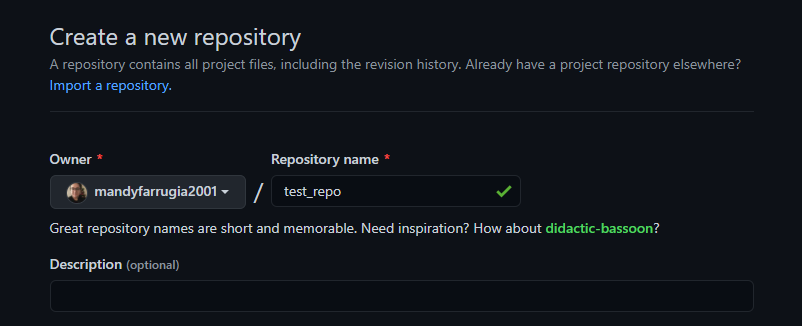 Create a new repository
A repository contains all project files, including the revision history. Already have a project repository elsewhere?
Import a repository.
Owner * Repository name *
mandyfarrugia2001 / test_repo
Great repository names are short and memorable. Need inspiration? How about didactic-bassoon?
Description (optional)